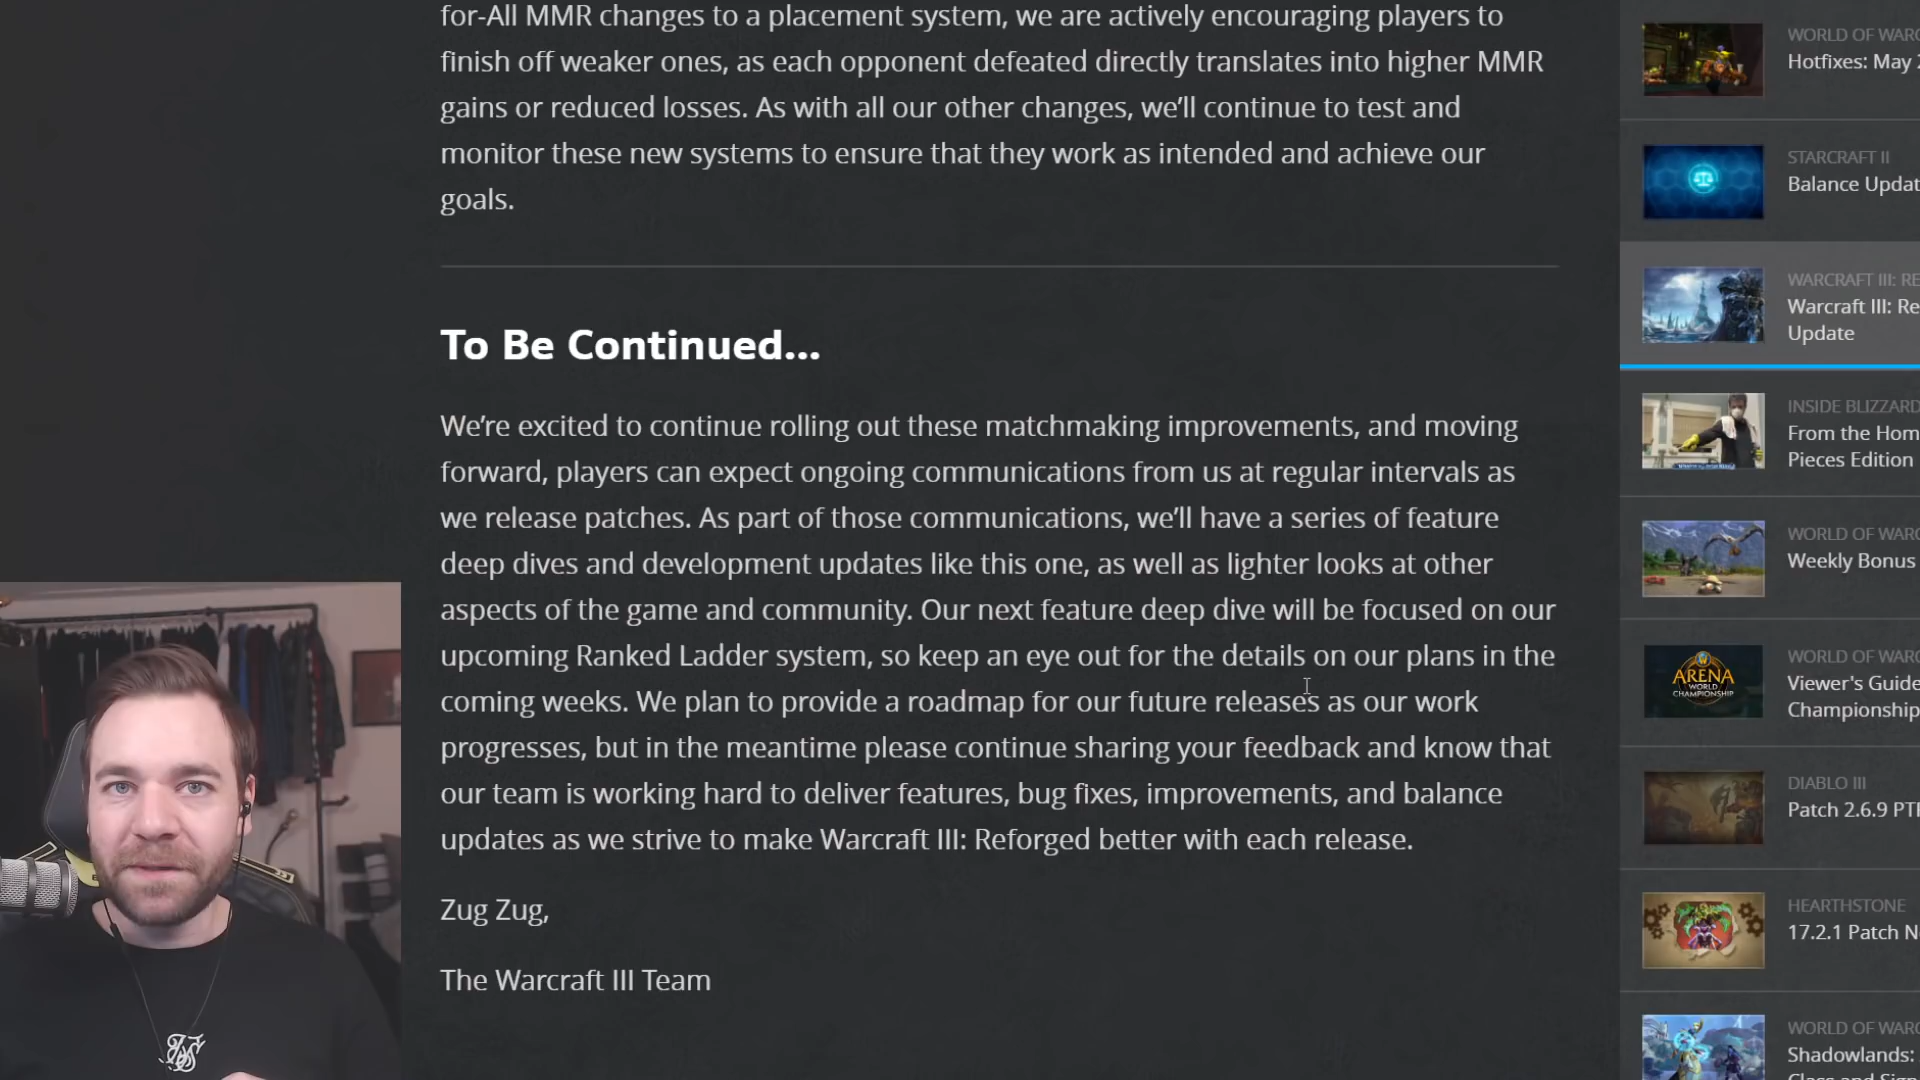 for-All MMR changes to a placement system, we are actively encouraging players to
finish off weaker ones, as each opponent defeated directly translates into higher MMR
gains or reduced losses. As with all our other changes, we’ll continue to test and
monitor these new systems to ensure that they work as intended and achieve our
goals.
To Be Continued...
We’re excited to continue rolling out these matchmaking improvements, and moving
forward, players can expect ongoing communications from us at regular intervals as
we release patches. As part of those communications, we’ll have a series of feature
deep dives and development updates like this one, as well as lighter looks at other
aspects of the game and community. Our next feature deep dive will be focused on our
upcoming Ranked Ladder system, so keep an eye out for the details on our plans in the
coming weeks. We plan to provide a roadmap for our future releases as our work
progresses, but in the meantime please continue sharing your feedback and know that
our team is working hard to deliver features, bug fixes, improvements, and balance
updates as we strive to make Warcraft III: Reforged better with each release.
Zug Zug,
The Warcraft III Team
WORLD OF WARC
Hotfixes: May 2
STARCRAFT II
Balance Updat
WARCRAFT III: RE
Warcraft III: Re
Update
INSIDE BLIZZARD
From the Hom
Pieces Edition
WORLD OF WARC
Weekly Bonus
ARENA
WORLD
CHAMPIONSHIP
WORLD OF WARC
Viewer's Guide
Championship
DIABLO III
Patch 2.6.9 PTR
HEARTHSTONE
17.2.1 Patch N
WORLD OF WARC
Shadowlands: